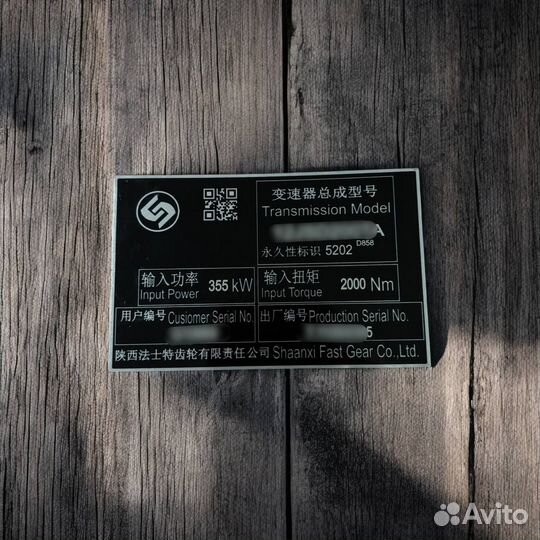 变速器总成型号
Transmission Model
A
永久性标识 5202 D858
输入功率
Input Power 355 kW
输入扭矩
Input Torque 2000 Nm
用户编号 Cusiomer Serial No.
出厂编号 Production Serial No.
5
陕西法士特齿轮有限责任公司 Shaanxi Fast Gear Co.,Ltd.
Avito